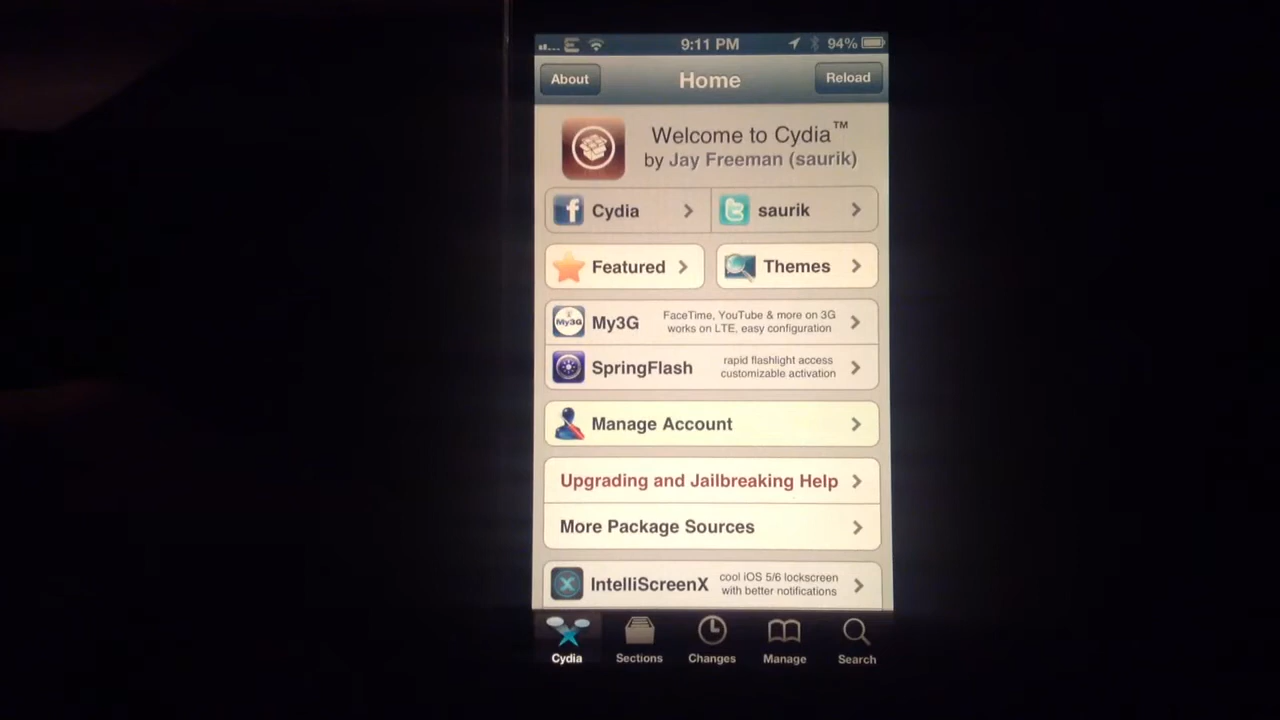 9:11 PM 94%
About Home Reload
Welcome to Cydia™
by Jay Freeman (saurik)
Cydia saurik
Featured Themes
My3G FaceTime, YouTube & more on 3G
works on LTE, easy configuration
SpringFlash rapid flashlight access
customizable activation
Manage Account
Upgrading and Jailbreaking Help
More Package Sources
IntelliScreenX cool iOS 5/6 lockscreen
with better notifications
Cydia Sections Changes Manage Search